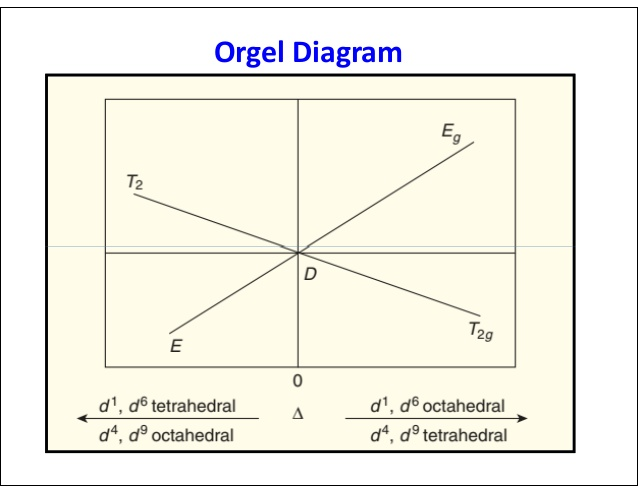 Orgel Diagram
E_g
T_2
D
E
T_2g
0
d^1, d^6 tetrahedral
d^4, d^9 octahedral
Δ
d^1, d^6 octahedral
d^4, d^9 tetrahedral